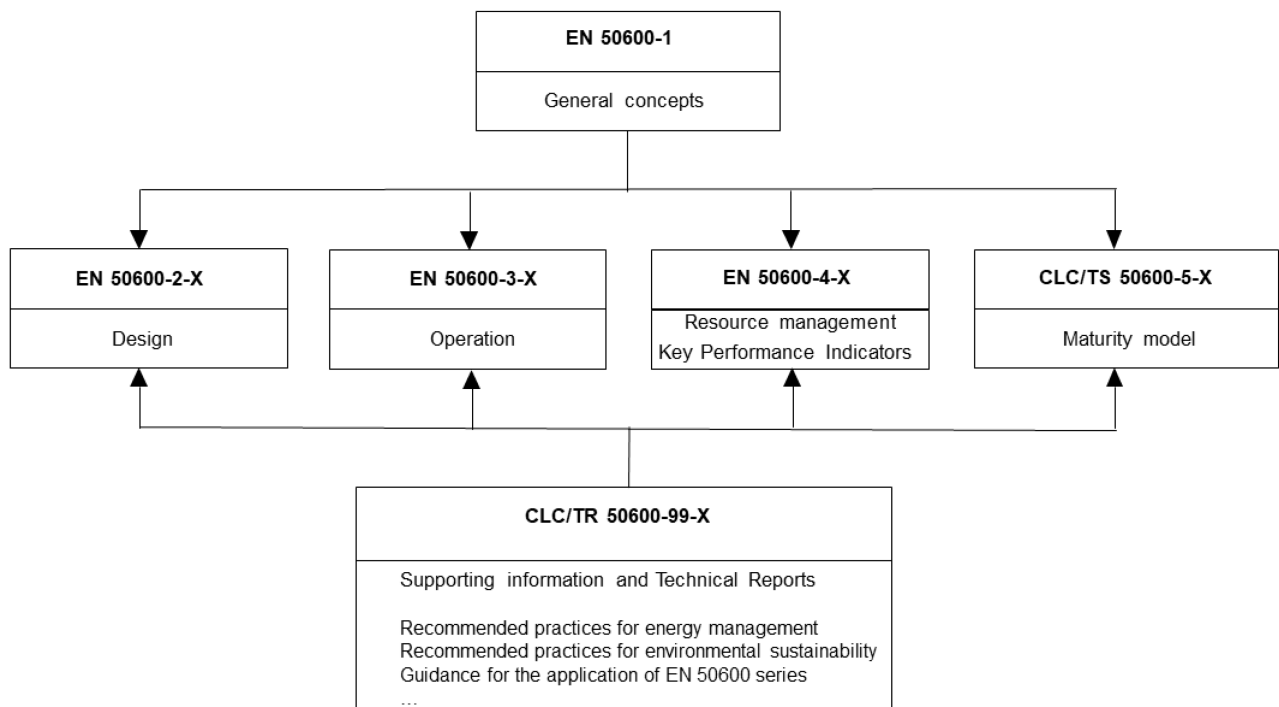 EN 50600-1
General concepts
EN 50600-2-X
Design
EN 50600-3-X
Operation
EN 50600-4-X
Resource management
Key Performance Indicators
CLC/TS 50600-5-X
Maturity model
CLC/TR 50600-99-X
Supporting information and Technical Reports
Recommended practices for energy management
Recommended practices for environmental sustainability
Guidance for the application of EN 50600 series
...